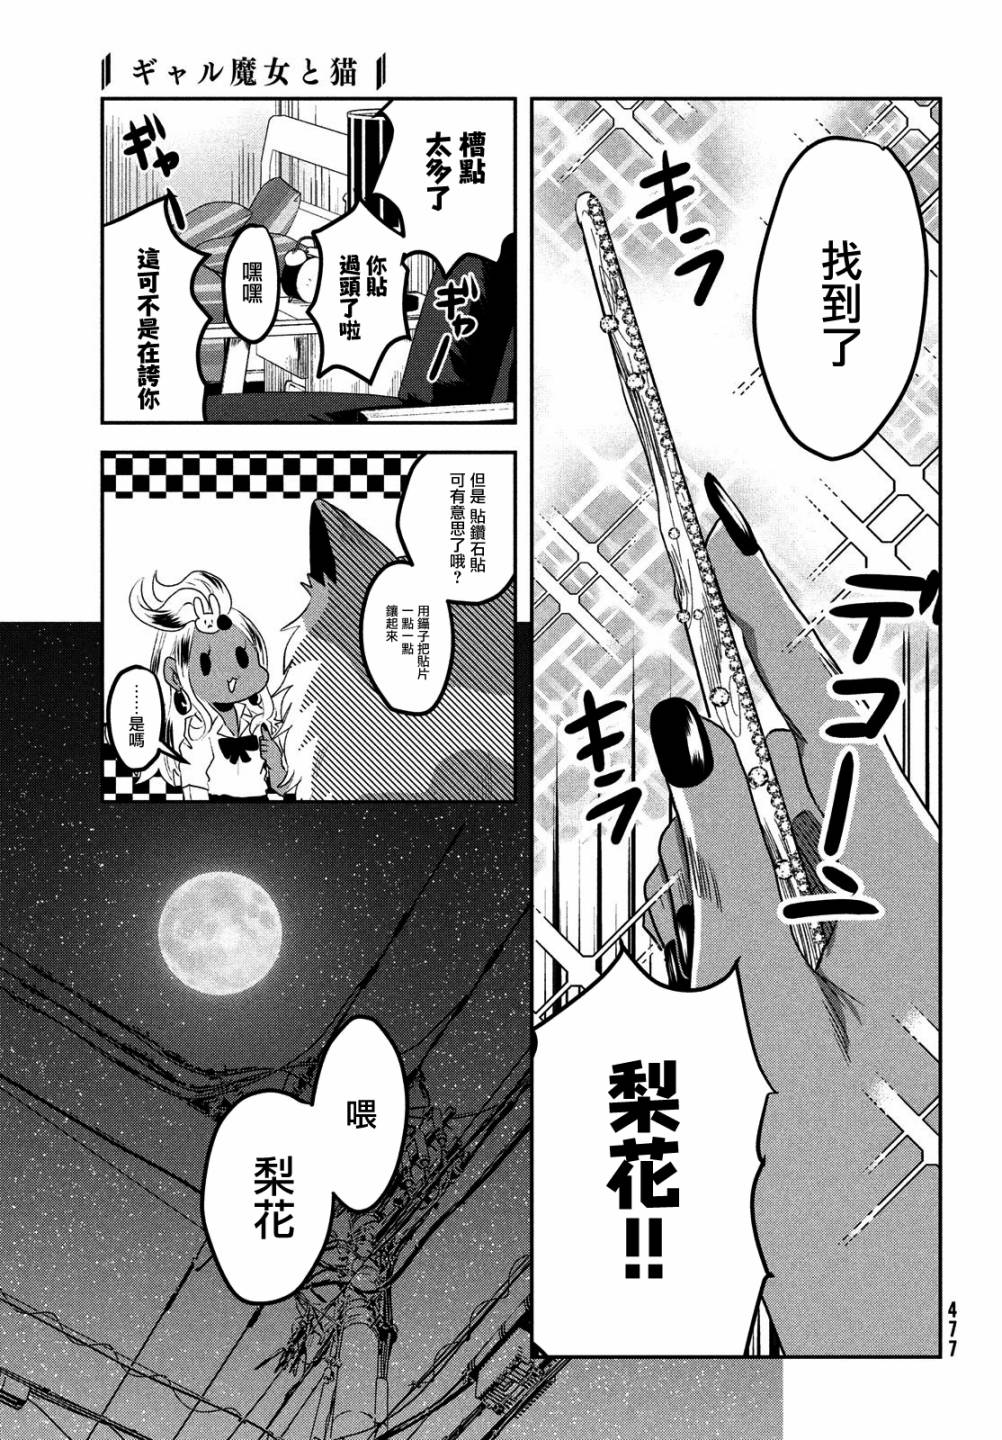 ギャル魔女と猫
找到了
キラ
キラ
デコーン
梨花!!
槽點
太多了
ギャ
你貼
過頭了啦
嘿嘿
ギャ
這可不是在誇你
但是 貼鑽石貼
可有意思了哦?
用鑷子把貼片
一點一點
鑲起來
……是嗎
喂
梨花
477